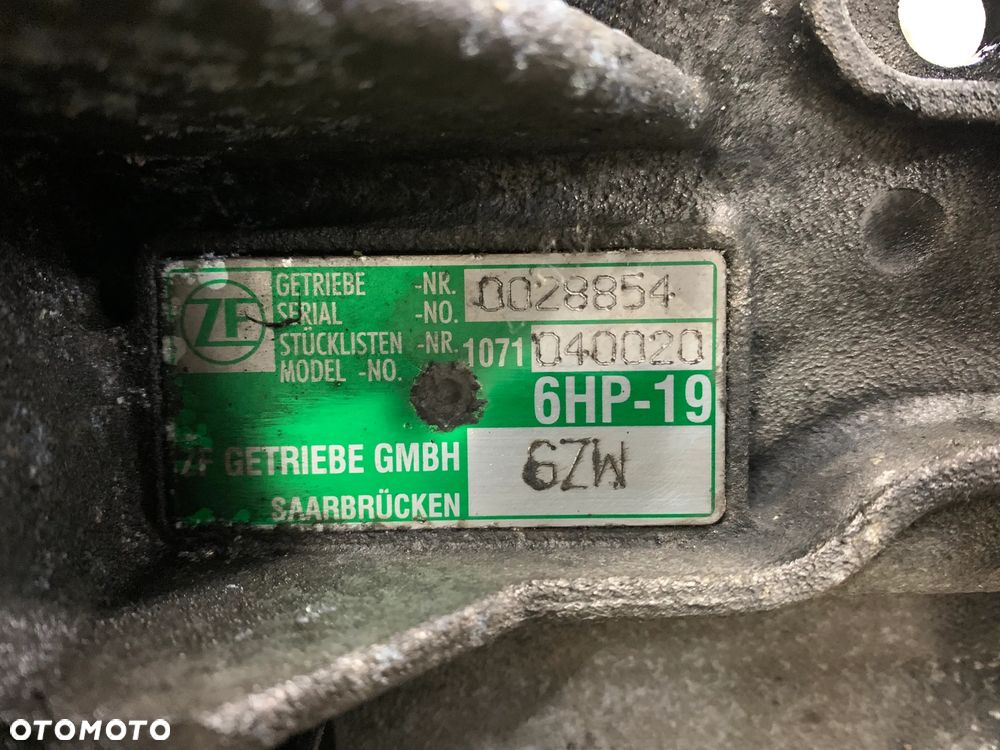 ZF
GETRIEBE -NR. 0028854
SERIAL -NO.
STÜCKLISTEN -NR. 1071 040020
MODEL -NO.
6HP-19
ZF GETRIEBE GMBH GZW
SAARBRÜCKEN
OTOMOTO